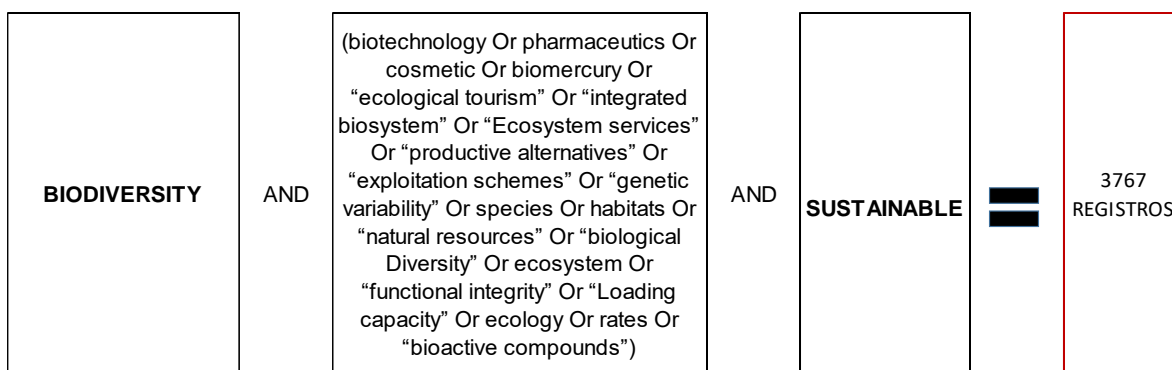 BIODIVERSITY
AND
(biotechnology Or pharmaceutics Or
cosmetic Or biomercury Or
“ecological tourism” Or “integrated
biosystem” Or “Ecosystem services”
Or “productive alternatives” Or
“exploitation schemes” Or “genetic
variability” Or species Or habitats Or
“natural resources” Or “biological
Diversity” Or ecosystem Or
“functional integrity” Or “Loading
capacity” Or ecology Or rates Or
“bioactive compounds”)
AND
SUSTAINABLE
3767
REGISTROS